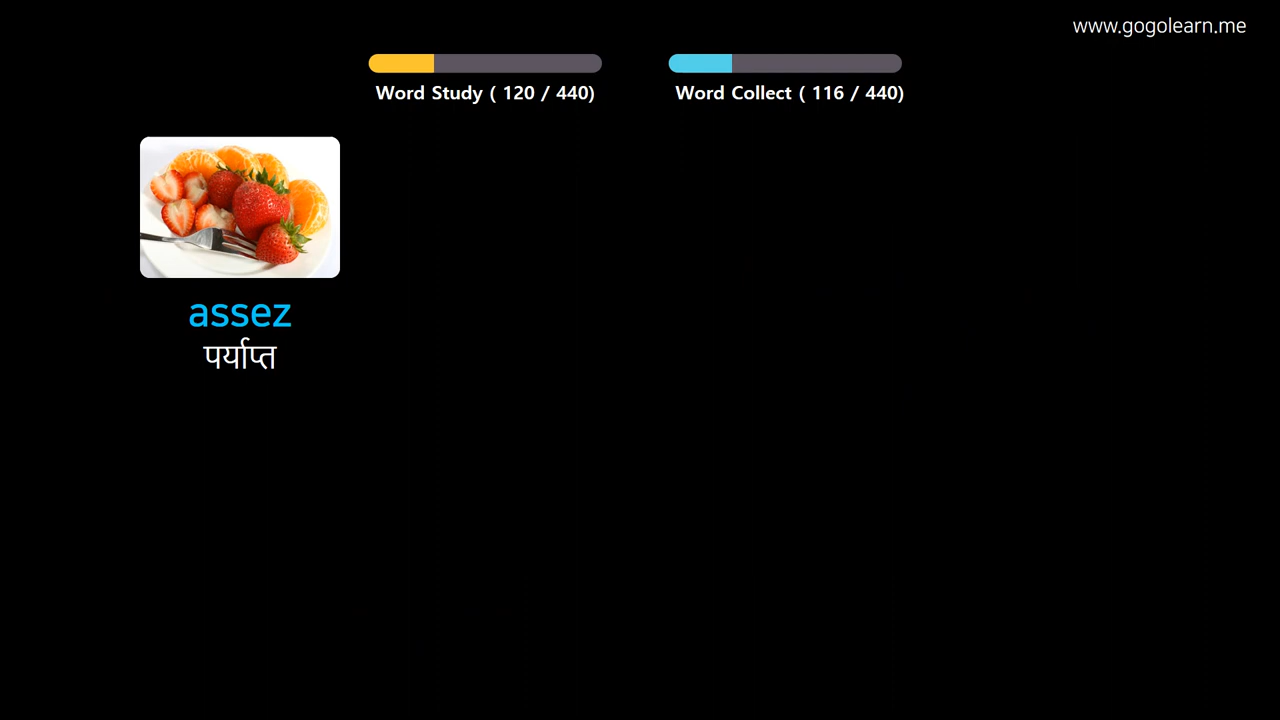 www.gogolearn.me
Word Study ( 120 / 440)
Word Collect ( 116 / 440)
assez
पर्याप्त